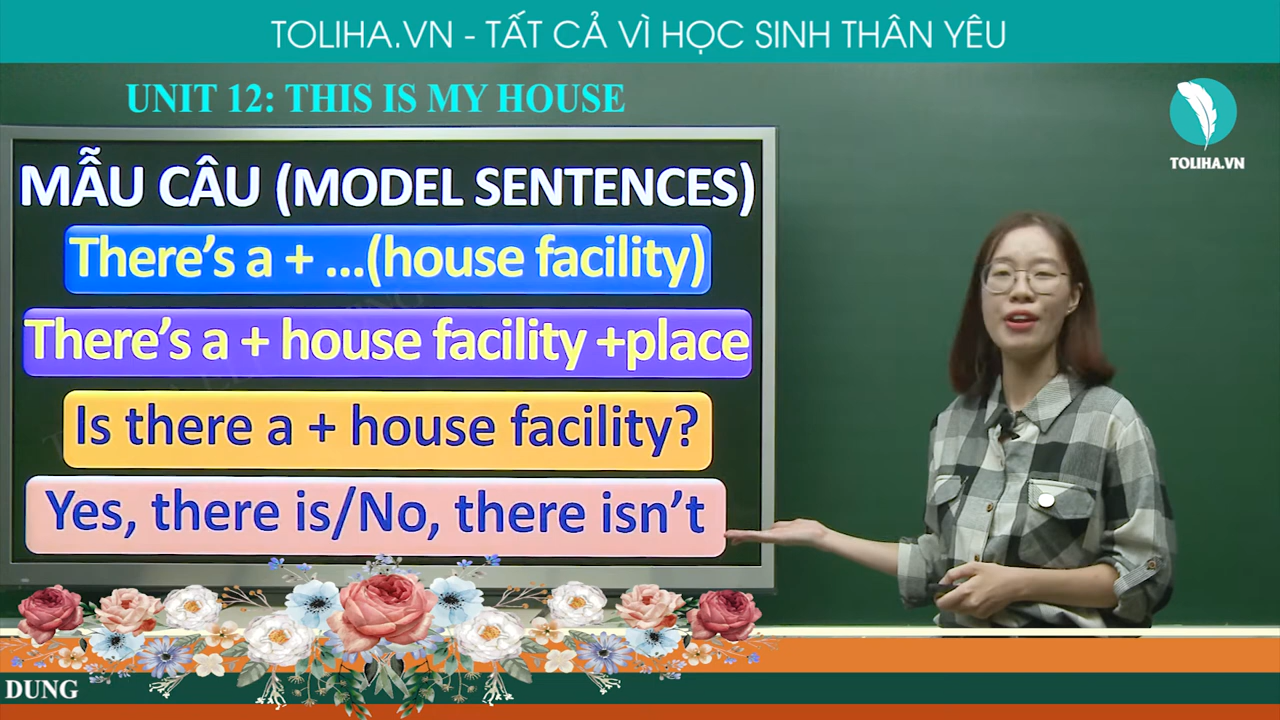 TOLIHA.VN - TẤT CẢ VÌ HỌC SINH THÂN YÊU
UNIT 12: THIS IS MY HOUSE
TOLIHA.VN
MẪU CÂU (MODEL SENTENCES)
There’s a + ...(house facility)
There’s a + house facility +place
Is there a + house facility?
Yes, there is/No, there isn’t
DUNG